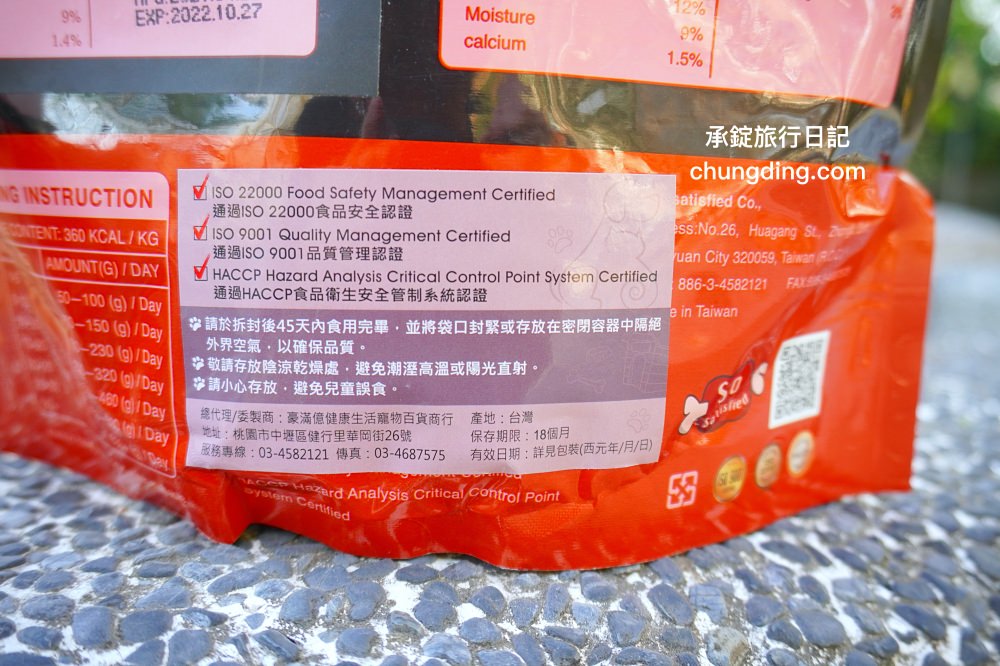 9%
1.4%
EXP:2022.10.27
Moisture
calcium
12%
9%
1.5%
3%
承錠旅行日記
chungding.com
NG INSTRUCTION
CONTENT: 360 KCAL / KG
AMOUNT(G) / DAY
50-100 (g) / Day
-150 (g) / Day
-230 (g) / Day
-320 (g) / Day
-460 (g) / Day
(g) / Day
/ Day
ISO 22000 Food Safety Management Certified
通過ISO 22000食品安全認證
ISO 9001 Quality Management Certified
通過ISO 9001品質管理認證
HACCP Hazard Analysis Critical Control Point System Certified
通過HACCP食品衛生安全管制系統認證
請於拆封後45天內食用完畢，並將袋口封緊或存放在密閉容器中隔絕
外界空氣，以確保品質。
敬請存放陰涼乾燥處，避免潮溼高溫或陽光直射。
請小心存放，避免兒童誤食。
總代理/委製商：豪滿億健康生活寵物百貨商行
地址：桃園市中壢區健行里華岡街26號
服務專線：03-4582121 傳真：03-4687575
產地：台灣
保存期限：18個月
有效日期：詳見包裝(西元年/月/日)
HACCP Hazard Analysis Critical Control Point
System Certified
satisfied Co.,
ess:No.26, Huagang St.,
yuan City 320059, Taiwan
886-3-4582121 FAX
e in Taiwan
SO
Satisfied